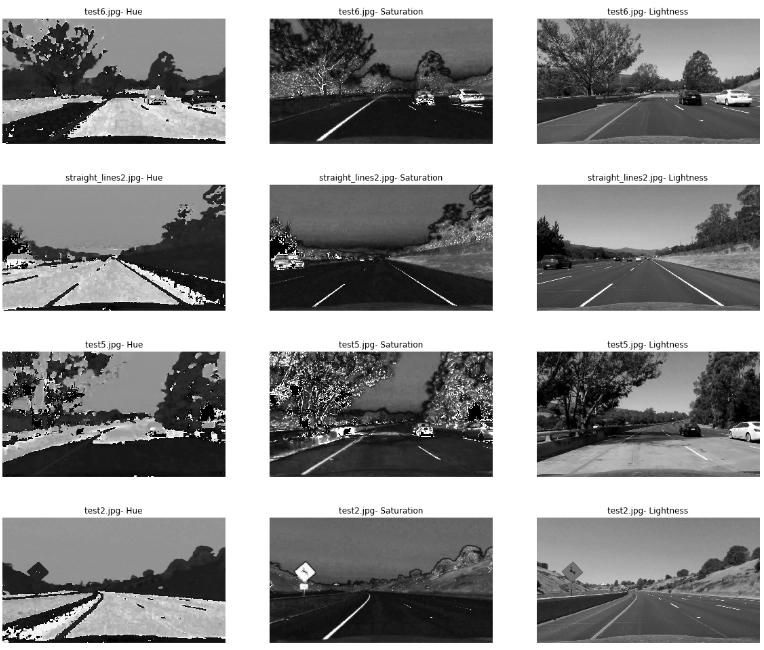 test6.jpg- Hue
test6.jpg- Saturation
test6.jpg- Lightness
straight_lines2.jpg- Hue
straight_lines2.jpg- Saturation
straight_lines2.jpg- Lightness
test5.jpg- Hue
test5.jpg- Saturation
test5.jpg- Lightness
test2.jpg- Hue
test2.jpg- Saturation
test2.jpg- Lightness